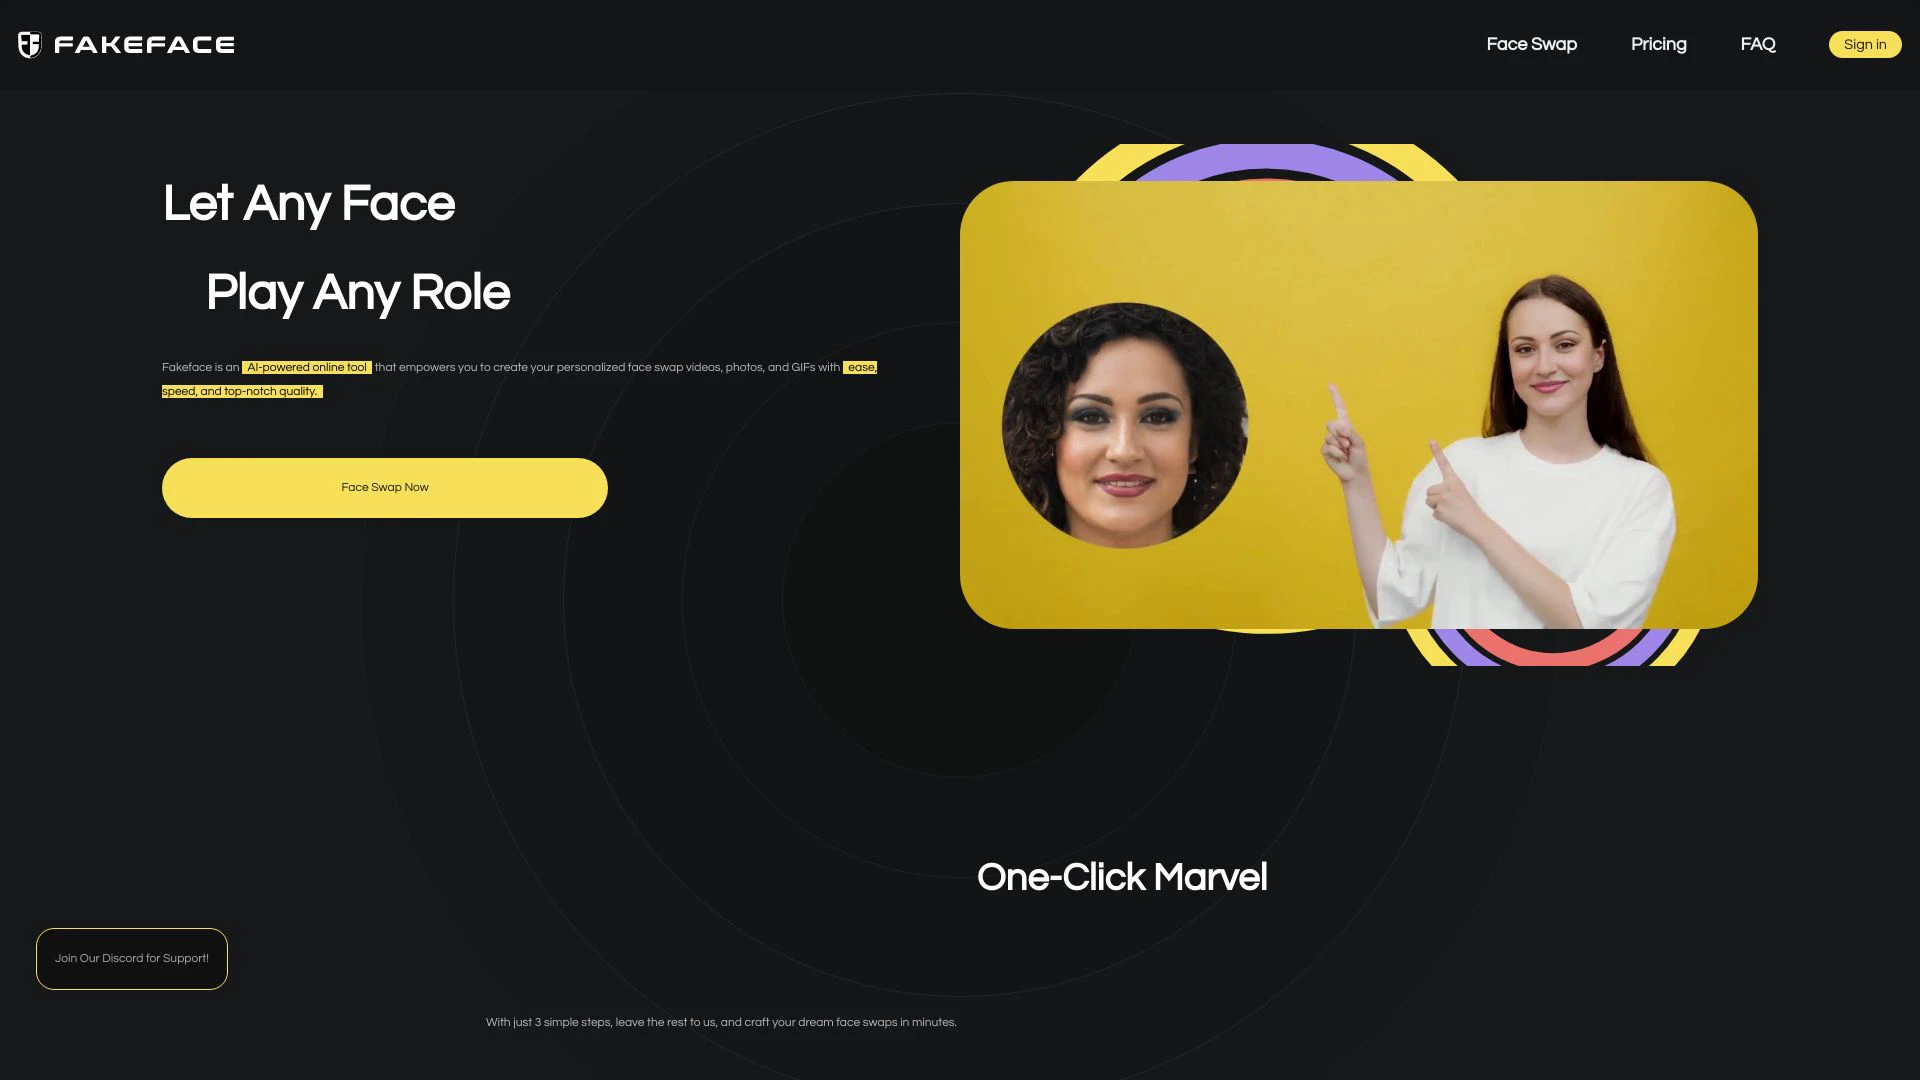 FAKEFACE
Face Swap
Pricing
FAQ
Sign in
Let Any Face
Play Any Role
Fakeface is an AI-powered online tool that empowers you to create your personalized face swap videos, photos, and GIFs with ease,
speed, and top-notch quality.
Face Swap Now
One-Click Marvel
Join Our Discord for Support!
With just 3 simple steps, leave the rest to us, and craft your dream face swaps in minutes.